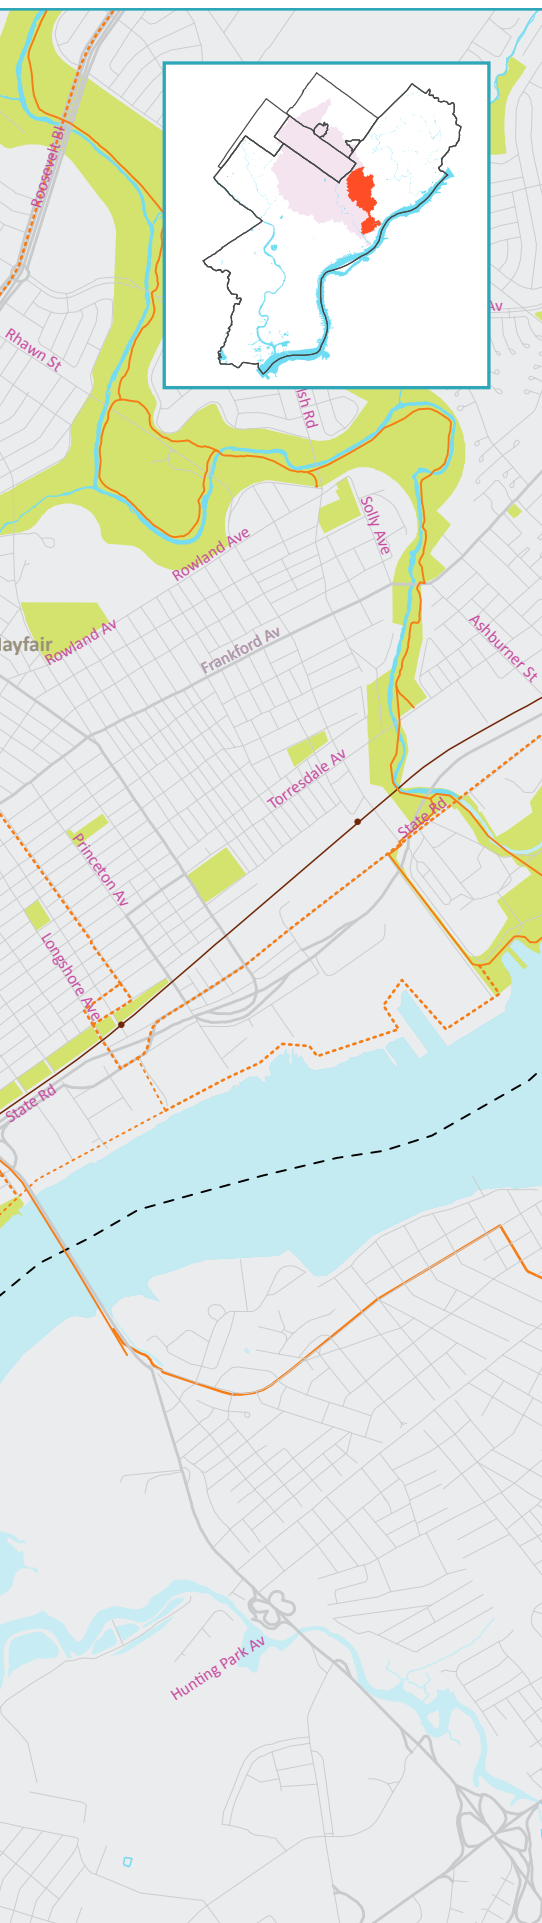 Roosevelt Bl
Rhawn St
Av
ish Rd
Solly Ave
Rowland Ave
Rowland Av
ayfair
Frankford Av
Ashburner St
Torresdale Av
State Rd
Princeton Av
Longshore Ave
State Rd
Hunting Park Av